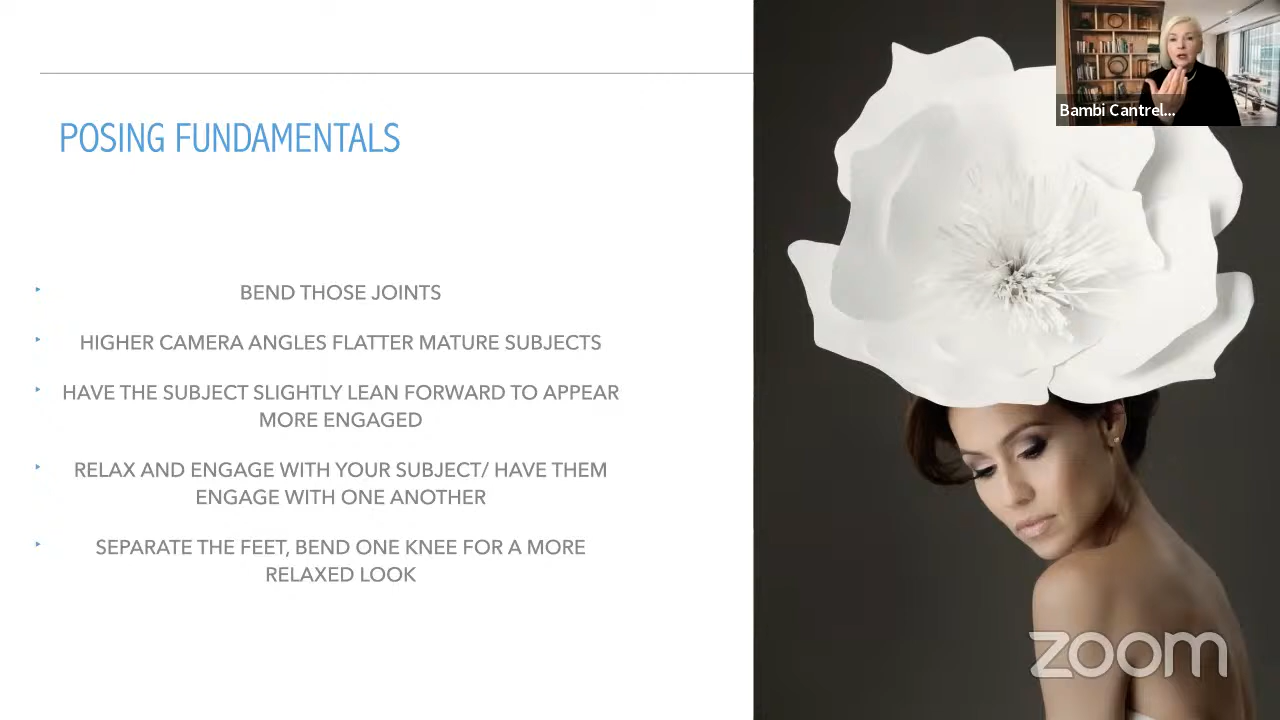 POSING FUNDAMENTALS
BEND THOSE JOINTS
HIGHER CAMERA ANGLES FLATTER MATURE SUBJECTS
HAVE THE SUBJECT SLIGHTLY LEAN FORWARD TO APPEAR
MORE ENGAGED
RELAX AND ENGAGE WITH YOUR SUBJECT/ HAVE THEM
ENGAGE WITH ONE ANOTHER
SEPARATE THE FEET, BEND ONE KNEE FOR A MORE
RELAXED LOOK
Bambi Cantrel...
zoom